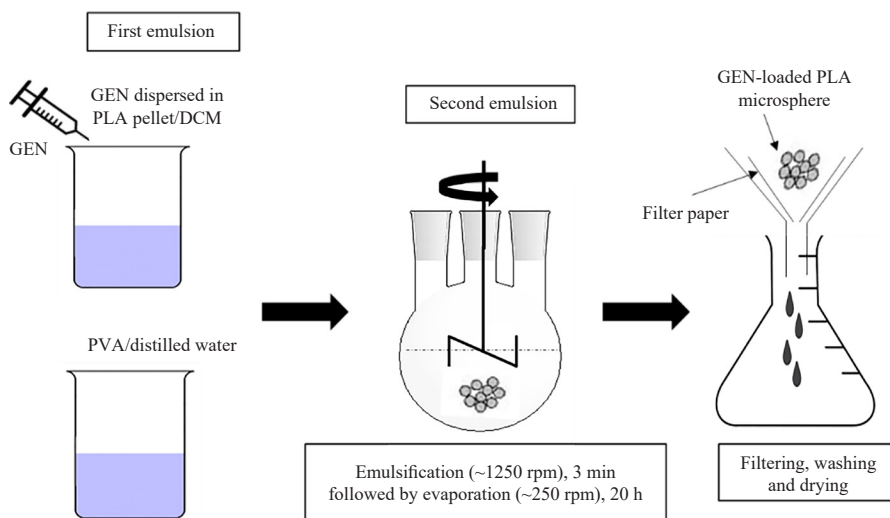 First emulsion
GEN dispersed in
PLA pellet/DCM
GEN
PVA/distilled water
Second emulsion
Emulsification (~1250 rpm), 3 min
followed by evaporation (~250 rpm), 20 h
GEN-loaded PLA
microsphere
Filter paper
Filtering, washing
and drying